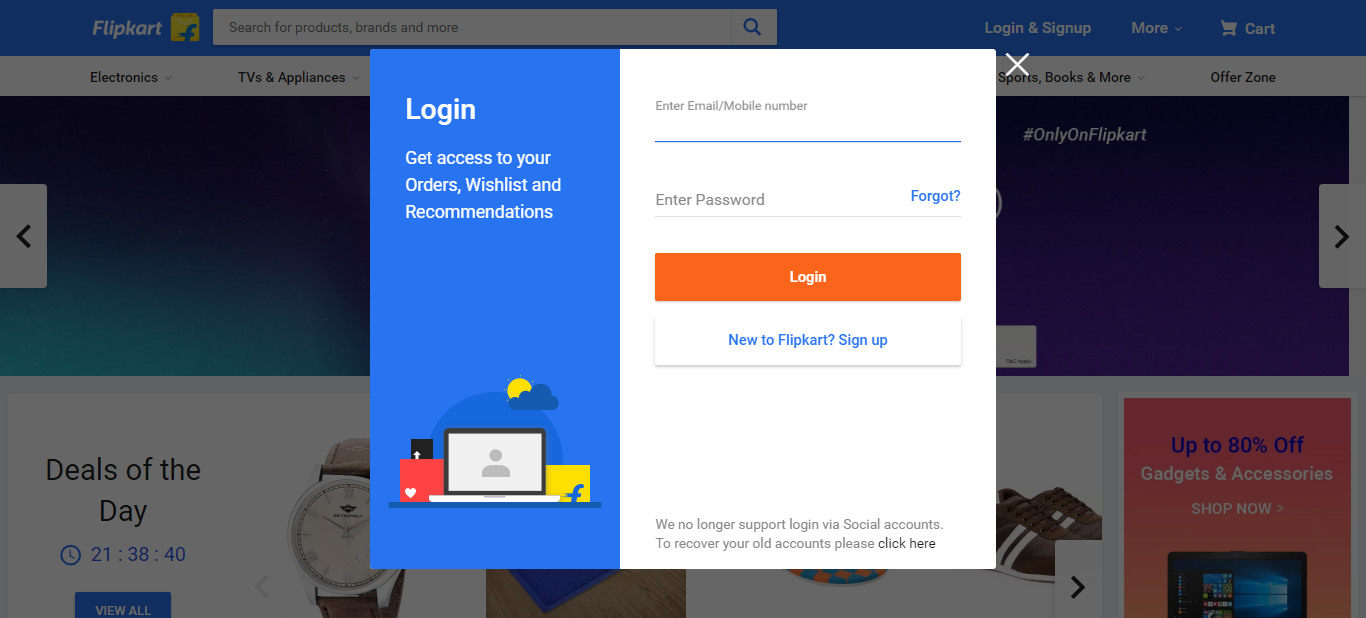 Flipkart
Search for products, brands and more
Login & Signup
More
Cart
Electronics
TVs & Appliances
Sports, Books & More
Offer Zone
#OnlyOnFlipkart
Login
Get access to your
Orders, Wishlist and
Recommendations
Enter Email/Mobile number
Enter Password
Forgot?
Login
New to Flipkart? Sign up
We no longer support login via Social accounts.
To recover your old accounts please click here
T&C Apply
Deals of the
Day
21 : 38 : 40
VIEW ALL
Up to 80% Off
Gadgets & Accessories
SHOP NOW >